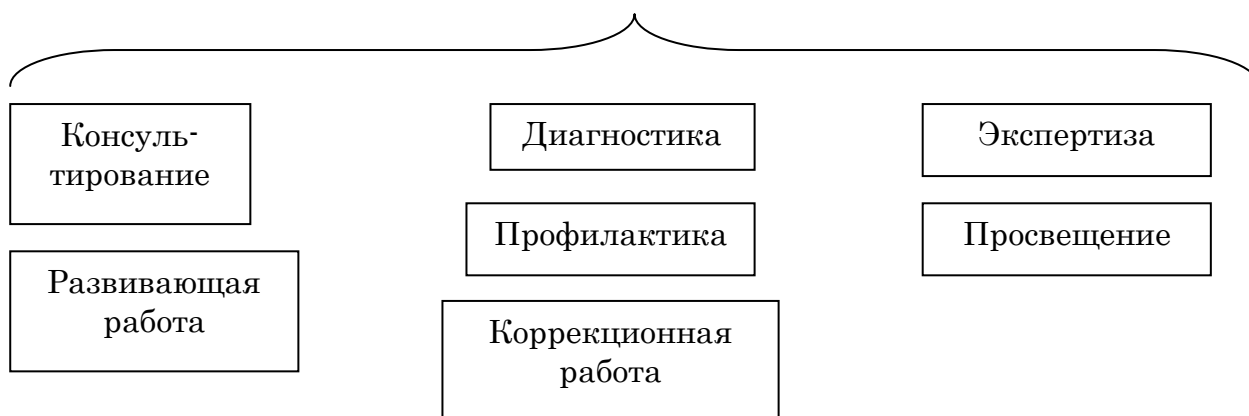 Консуль-
тирование
Развивающая
работа
Диагностика
Профилактика
Коррекционная
работа
Экспертиза
Просвещение